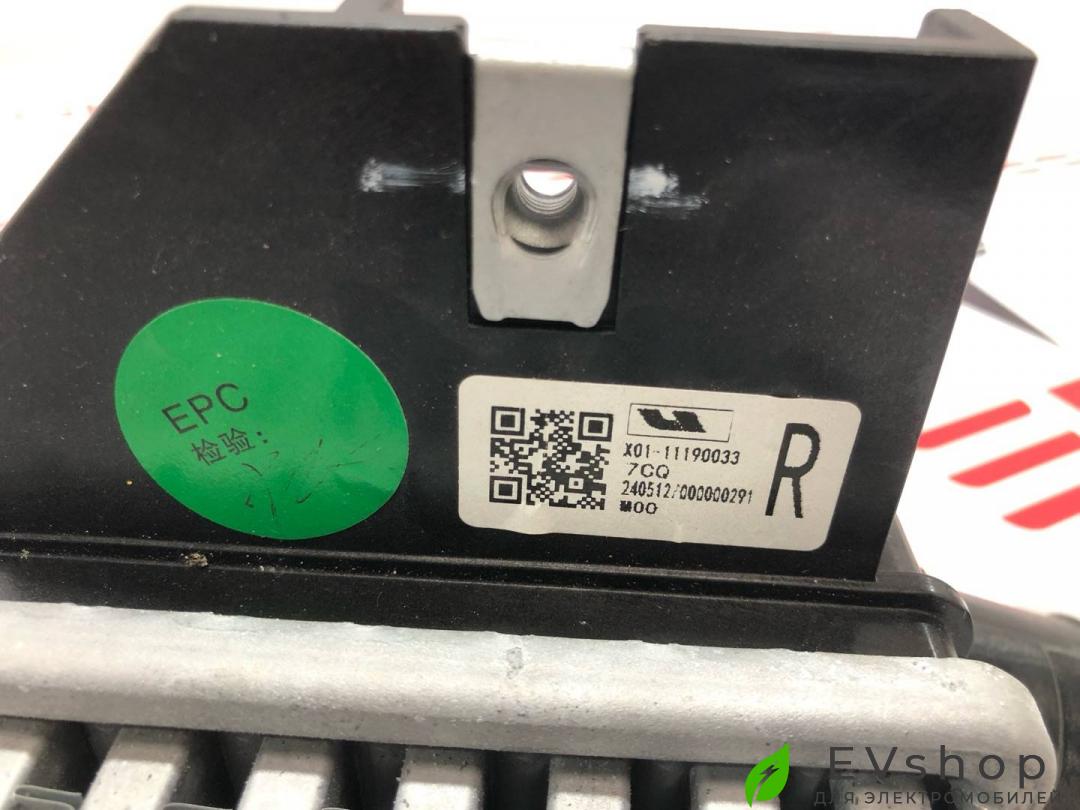 EPC
检验:
X01-11190033
7CQ
240512/000000291
M00
R
EVshop
ДЛЯ ЭЛЕКТРОМОБИЛЕЙ